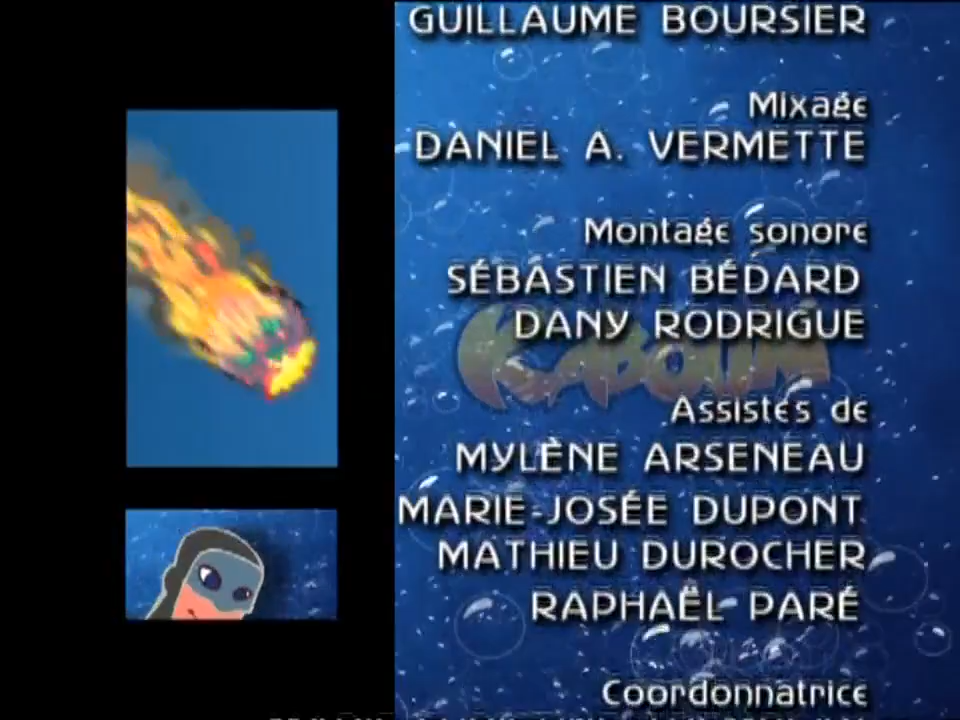 GUILLAUME BOURSIER
Mixage
DANIEL A. VERMETTE
Montage sonore
SÉBASTIEN BÉDARD
DANY RODRIGUE
Kaboum
Assistés de
MYLÈNE ARSENEAU
MARIE-JOSÉE DUPONT
MATHIEU DUROCHER
RAPHAËL PARÉ
Coordonnatrice